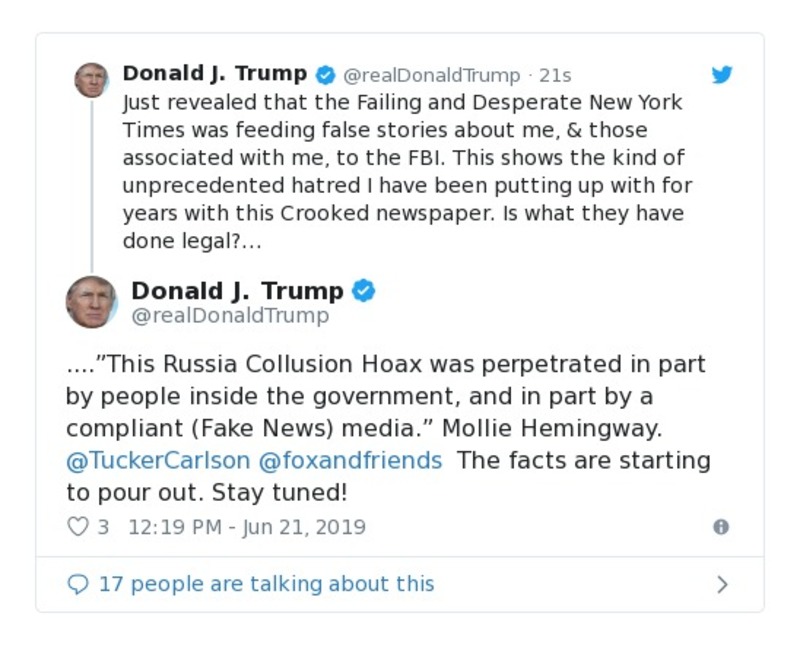 Donald J. Trump @realDonaldTrump · 21s
Just revealed that the Failing and Desperate New York
Times was feeding false stories about me, & those
associated with me, to the FBI. This shows the kind of
unprecedented hatred I have been putting up with for
years with this Crooked newspaper. Is what they have
done legal?...
Donald J. Trump
@realDonaldTrump
....”This Russia Collusion Hoax was perpetrated in part
by people inside the government, and in part by a
compliant (Fake News) media.” Mollie Hemingway.
@TuckerCarlson @foxandfriends The facts are starting
to pour out. Stay tuned!
3 12:19 PM - Jun 21, 2019
17 people are talking about this